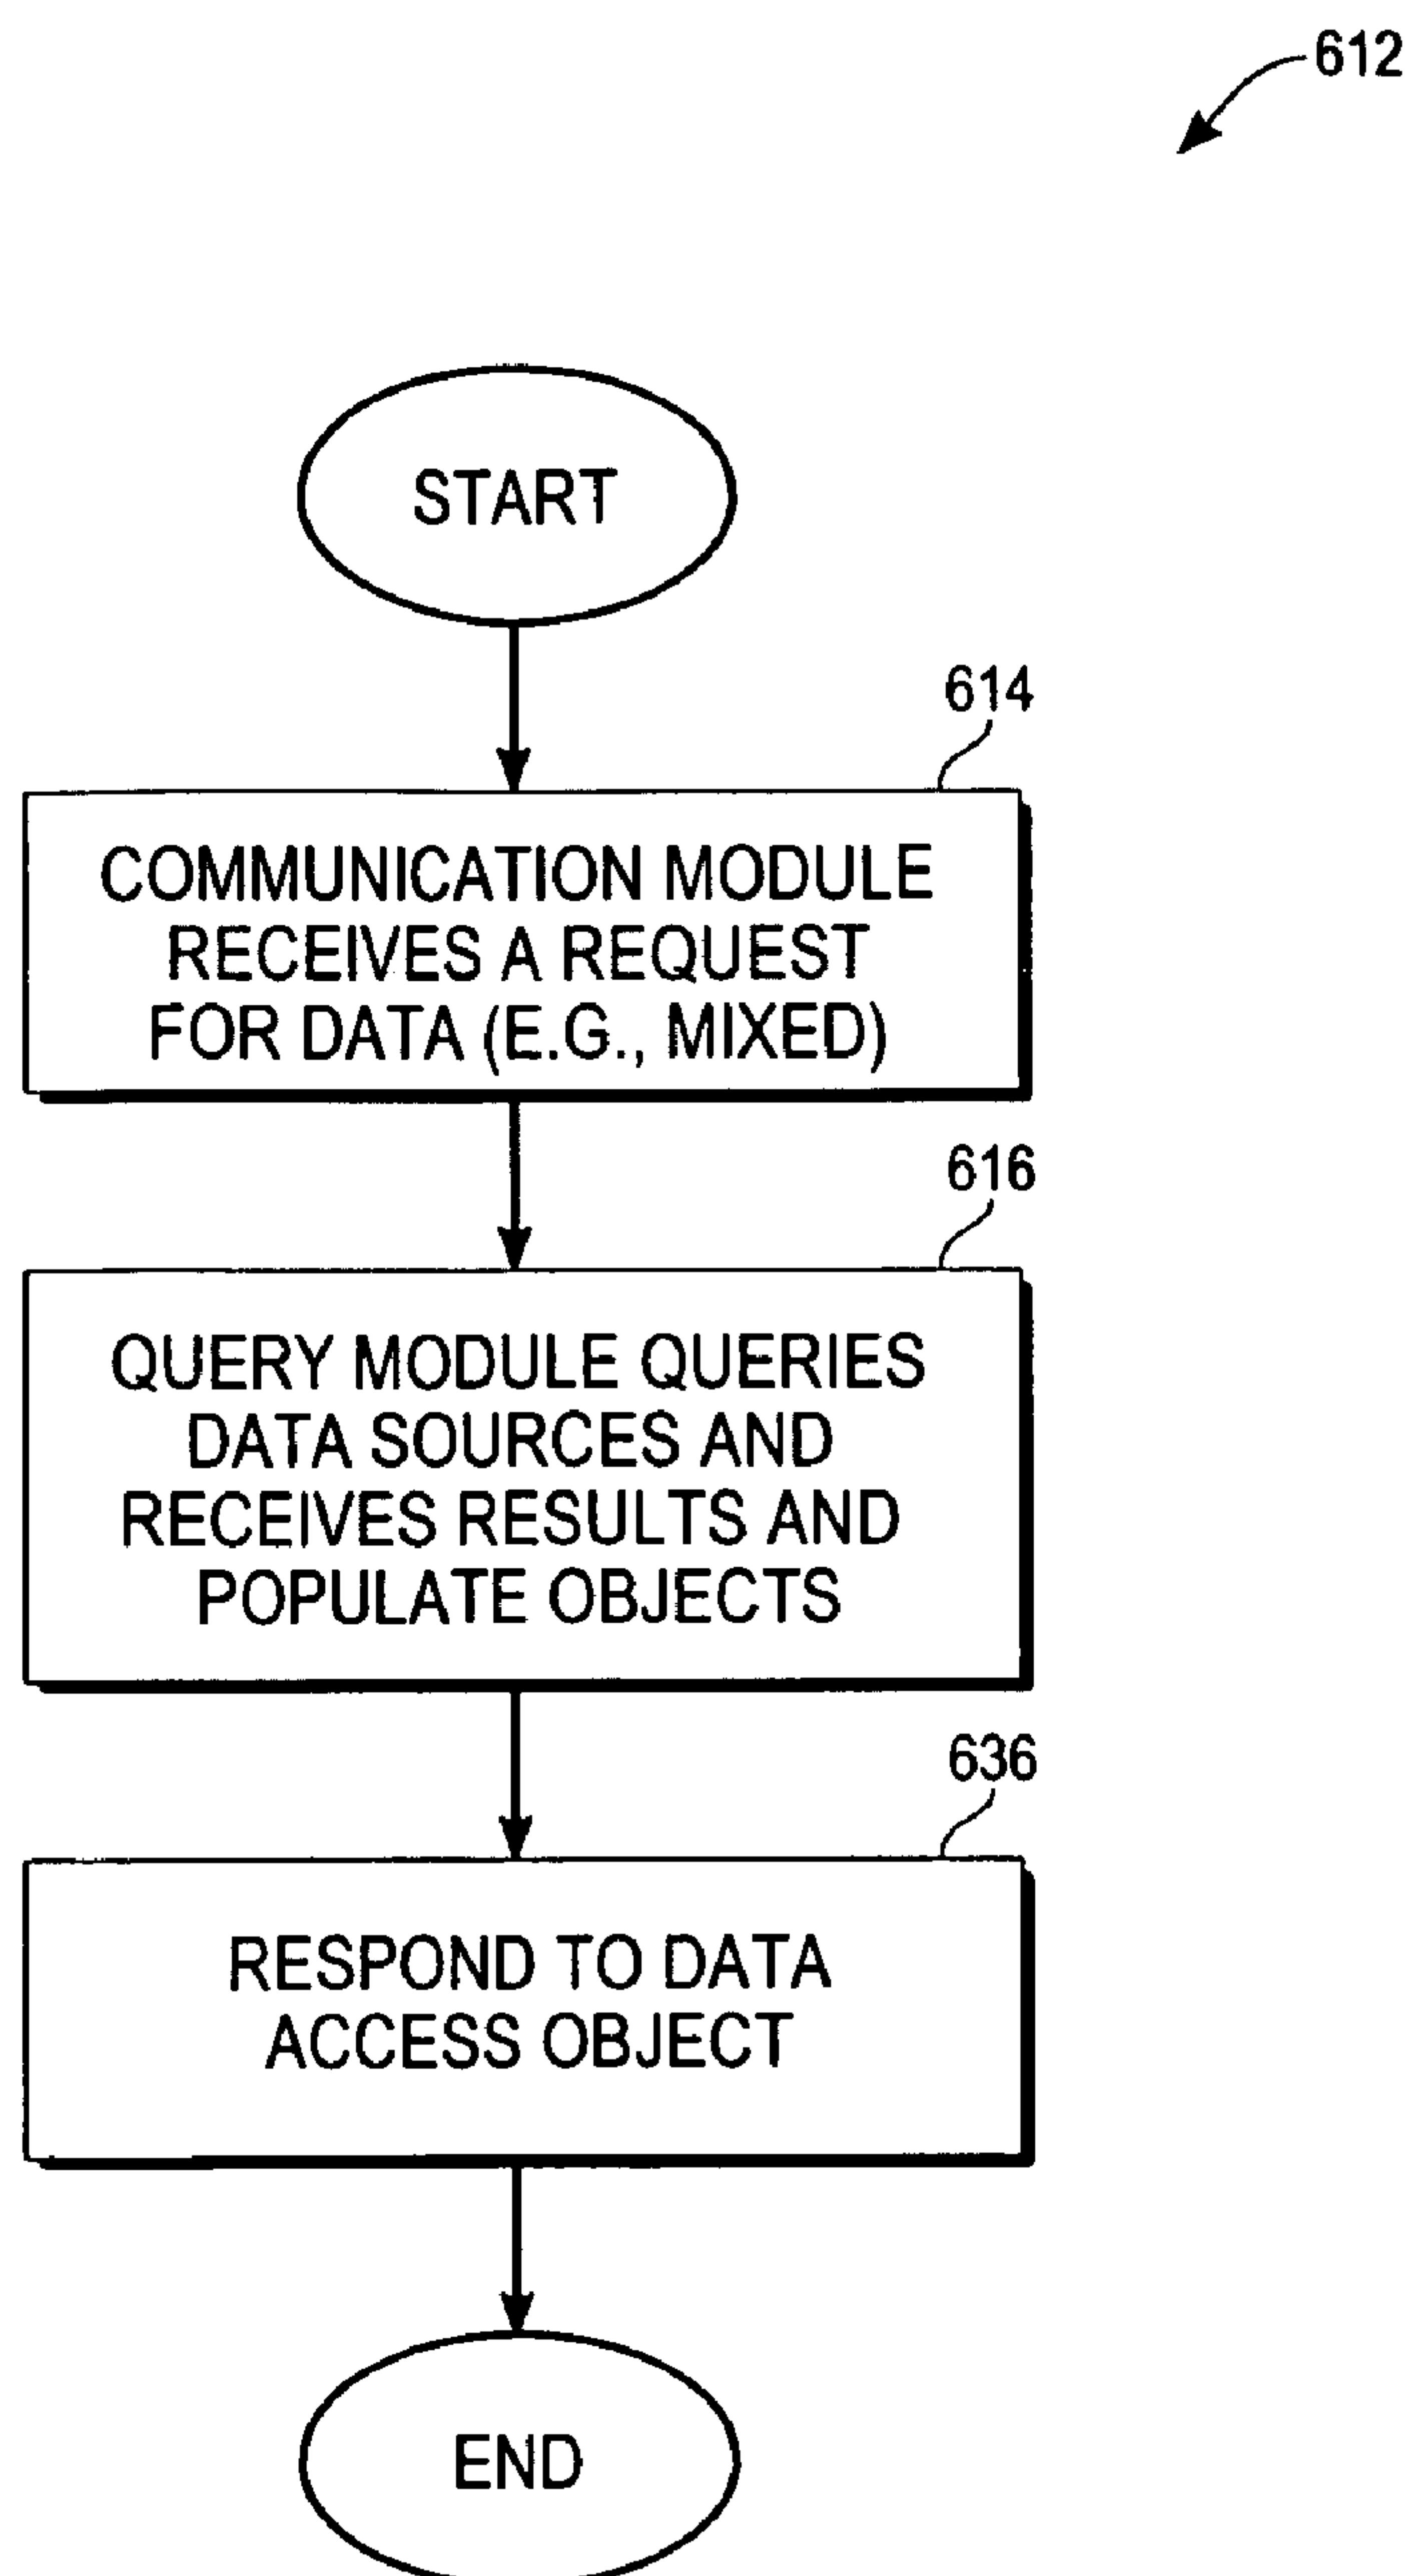 612
START
614
COMMUNICATION MODULE
RECEIVES A REQUEST
FOR DATA (E.G., MIXED)
616
QUERY MODULE QUERIES
DATA SOURCES AND
RECEIVES RESULTS AND
POPULATE OBJECTS
636
RESPOND TO DATA
ACCESS OBJECT
END